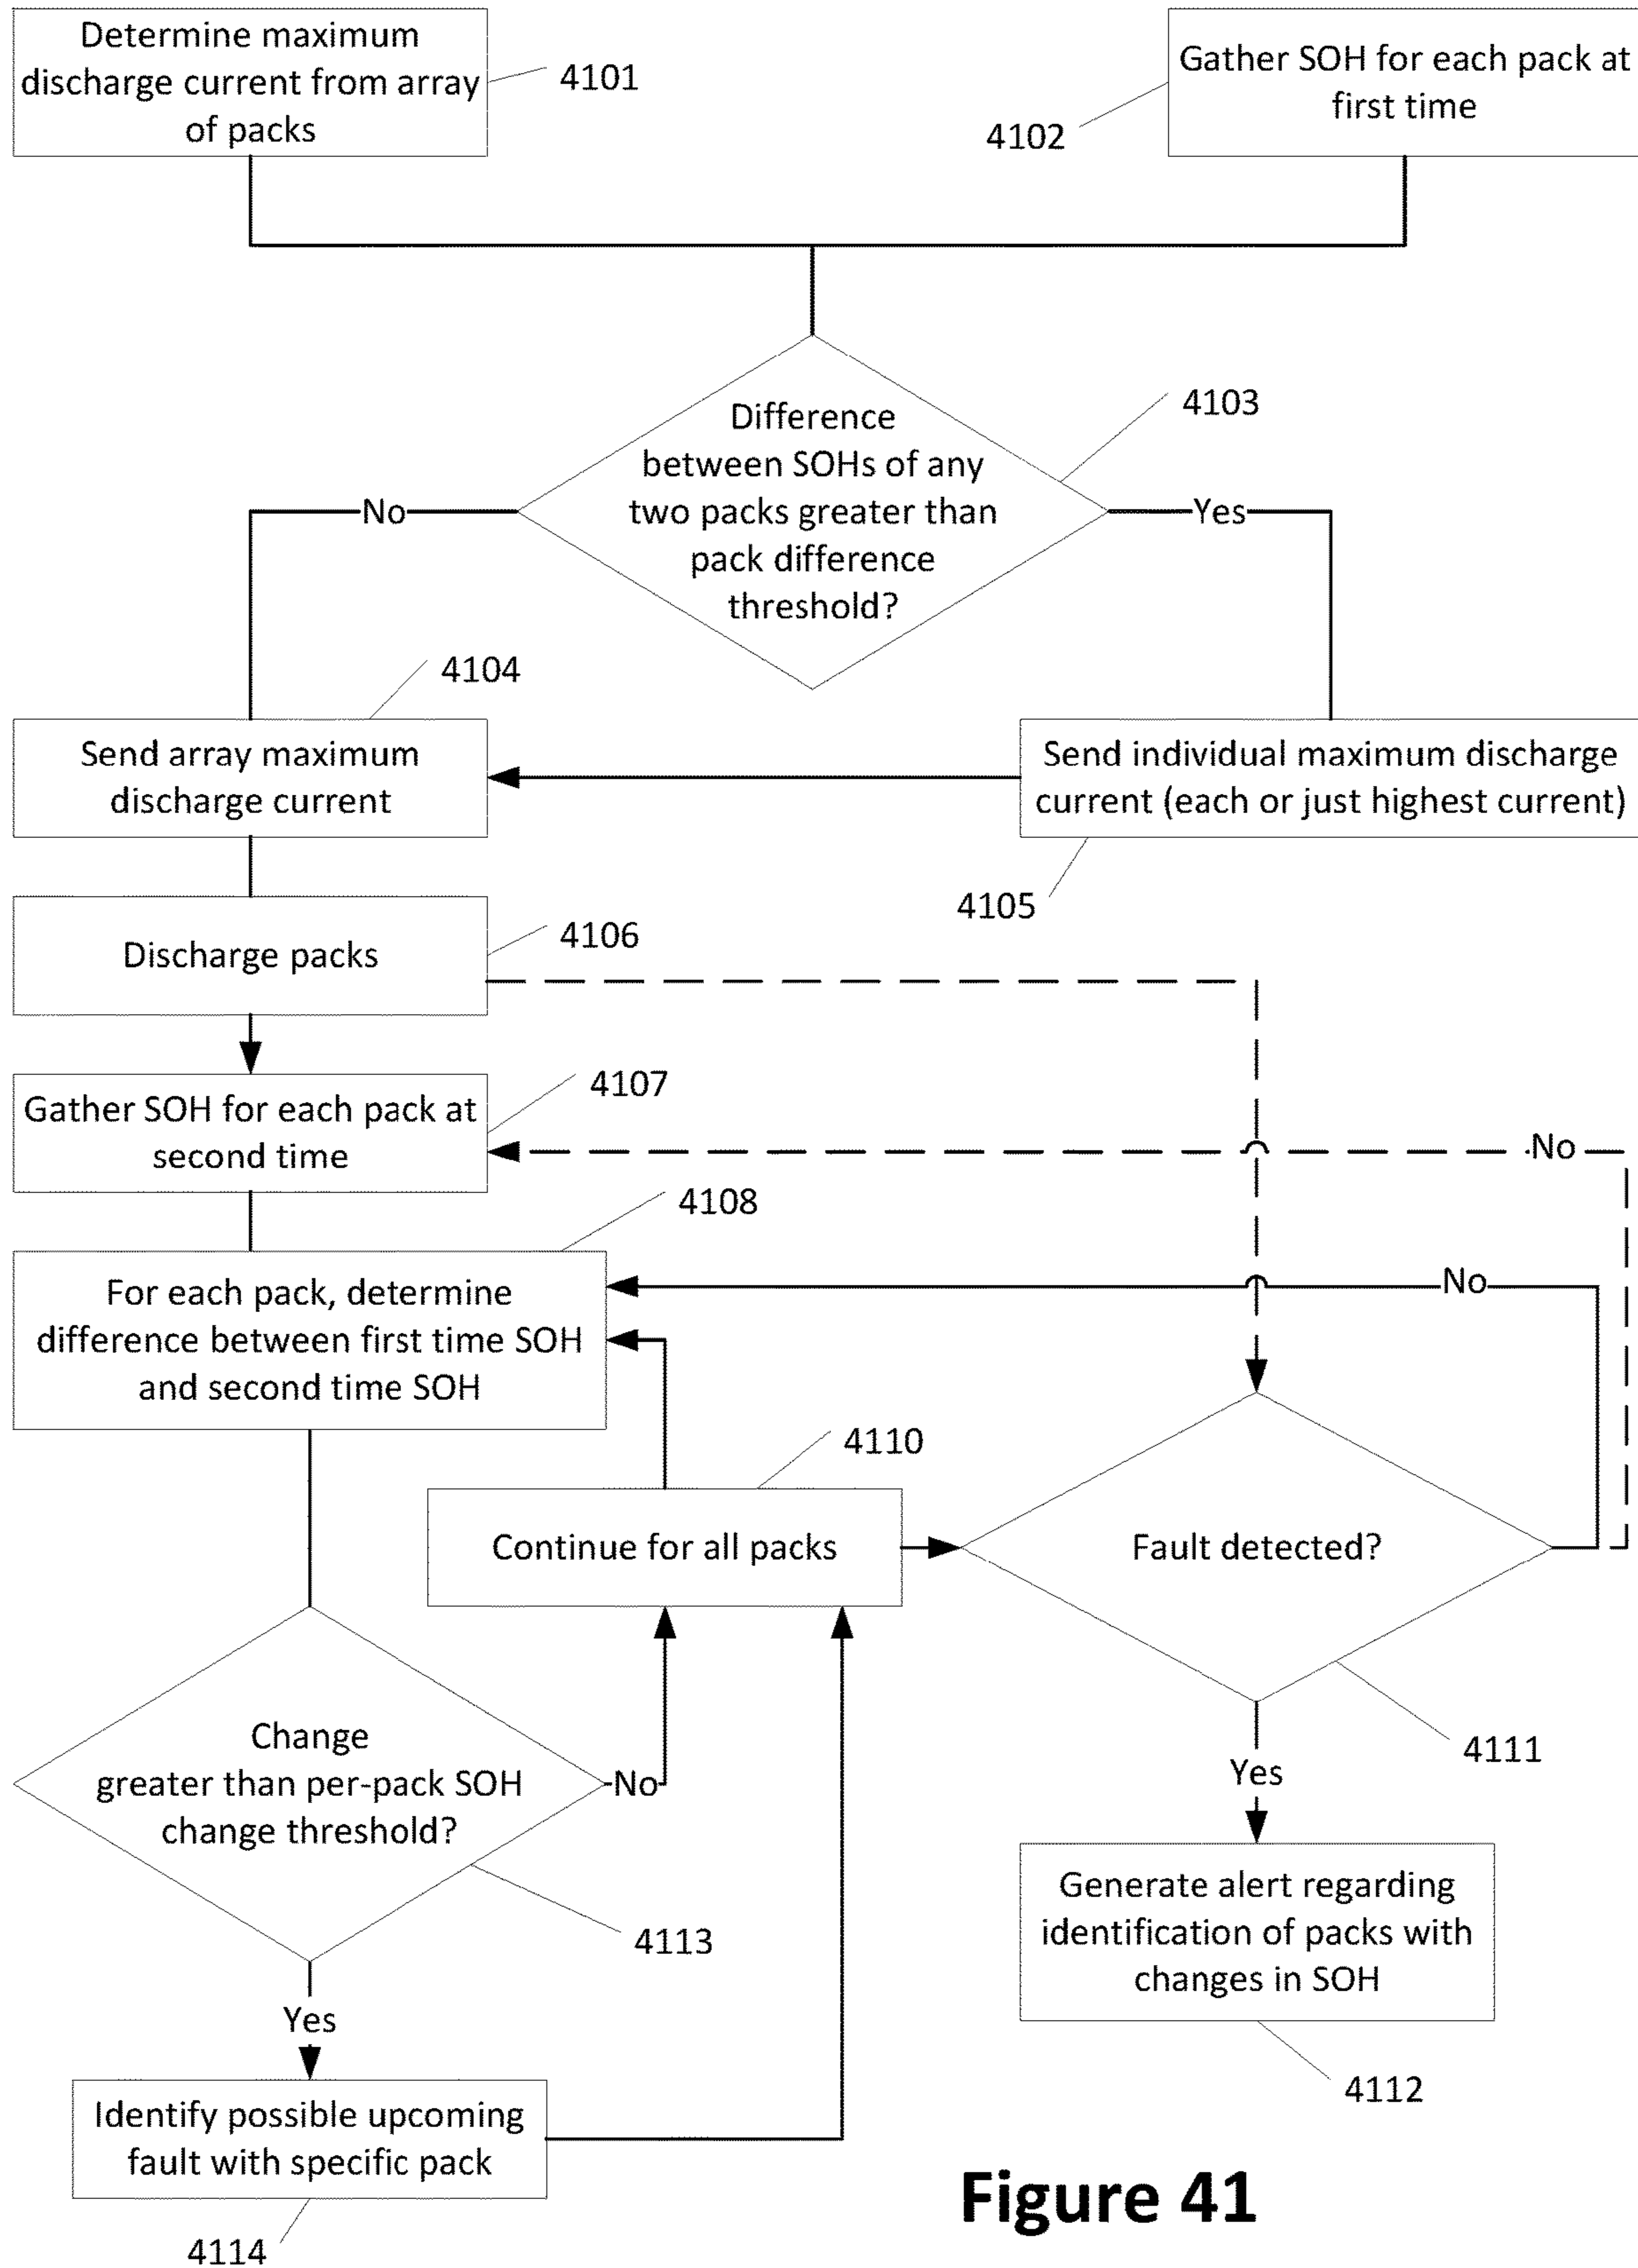 Determine maximum
discharge current from array
of packs
4101
Gather SOH for each pack at
first time
4102
Difference
between SOHs of any
two packs greater than
pack difference
threshold?
4103
No
Yes
4104
Send array maximum
discharge current
Send individual maximum discharge
current (each or just highest current)
4105
Discharge packs
4106
Gather SOH for each pack at
second time
4107
No
4108
For each pack, determine
difference between first time SOH
and second time SOH
No
4110
Continue for all packs
Fault detected?
4111
Change
greater than per-pack SOH
change threshold?
No
4113
Yes
Yes
Generate alert regarding
identification of packs with
changes in SOH
4112
Identify possible upcoming
fault with specific pack
4114
Figure 41